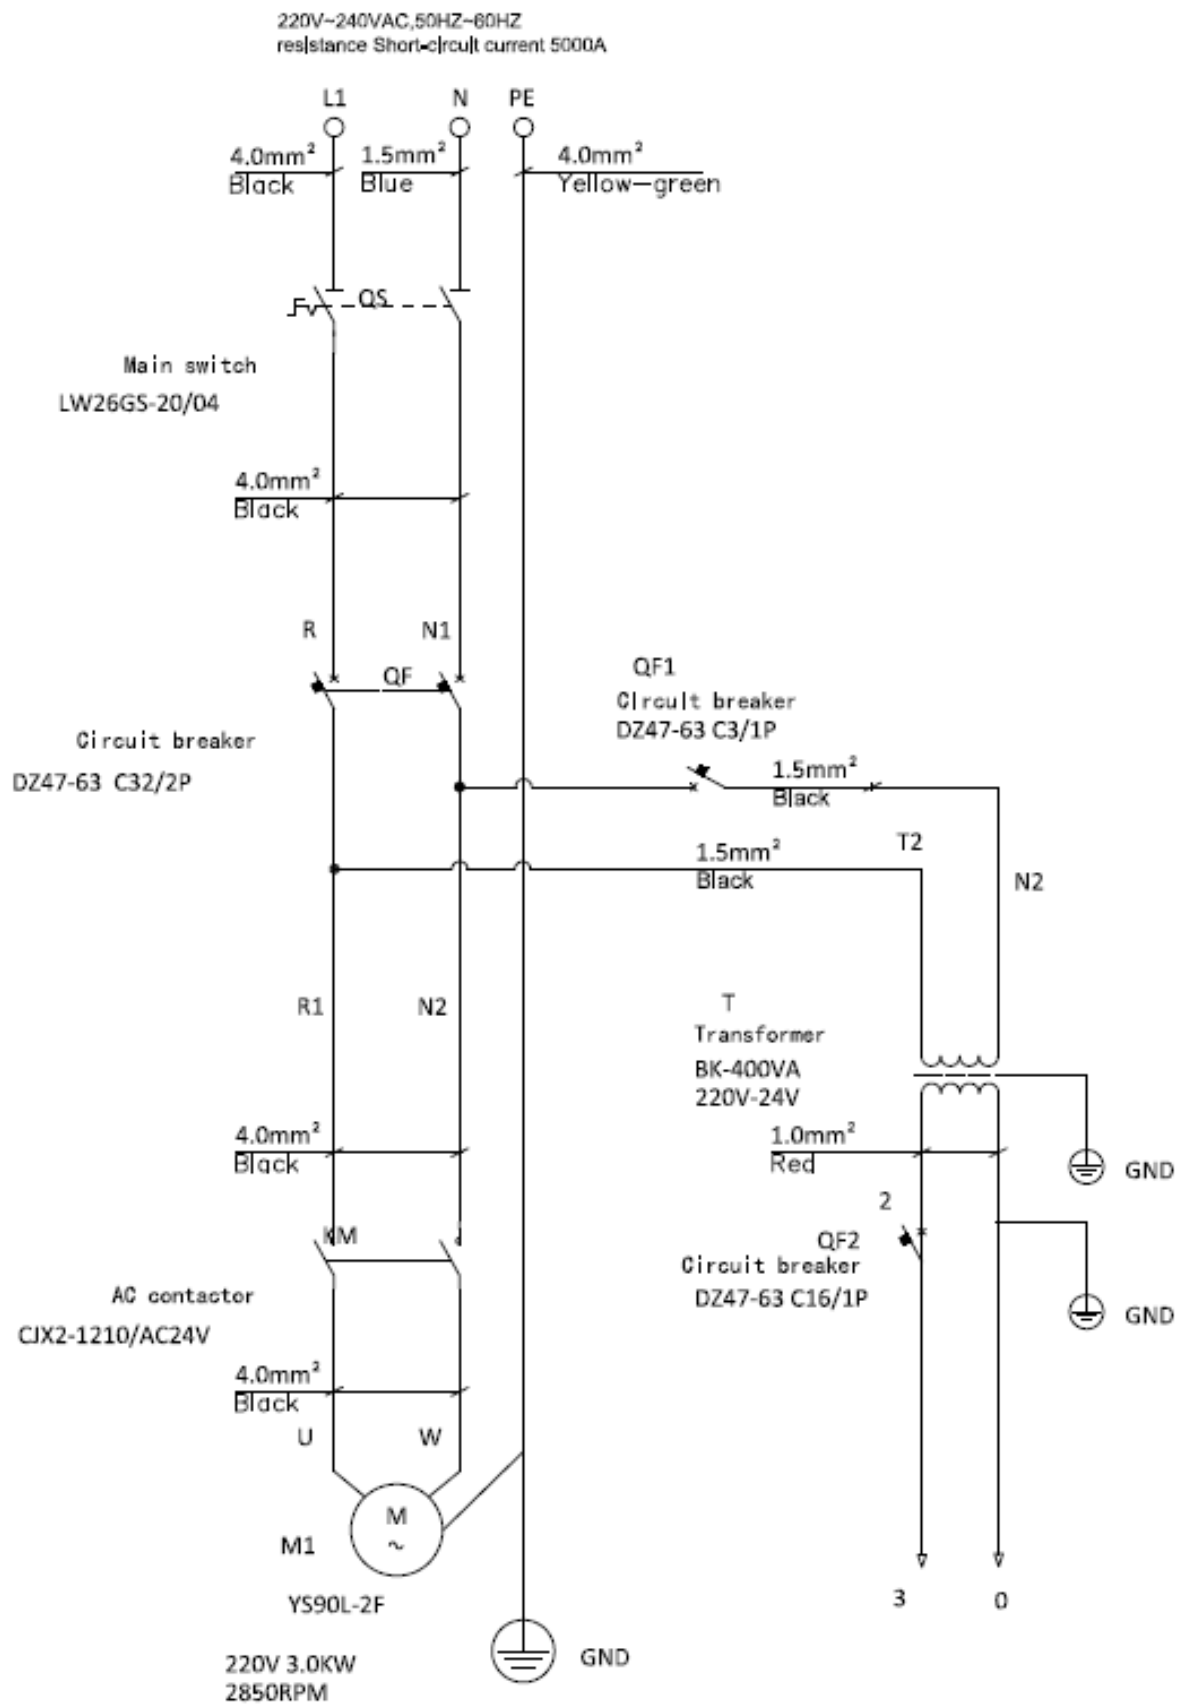 220V~240VAC,50HZ~60HZ
resistance Short-circuit current 5000A
L1 N PE
4.0mm² 1.5mm² 4.0mm²
Black Blue Yellow-green
QS
Main switch
LW26GS-20/04
4.0mm²
Black
R N1
QF
Circuit breaker
DZ47-63 C32/2P
QF1
Circuit breaker
DZ47-63 C3/1P
1.5mm²
Black
T2
1.5mm²
Black
N2
R1 N2
T
Transformer
BK-400VA
220V-24V
4.0mm²
Black
1.0mm²
Red
GND
2
KM
QF2
Circuit breaker
DZ47-63 C16/1P
GND
AC contactor
CJX2-1210/AC24V
4.0mm²
Black
U W
M
~
M1
YS90L-2F
220V 3.0KW
2850RPM
GND
3 0